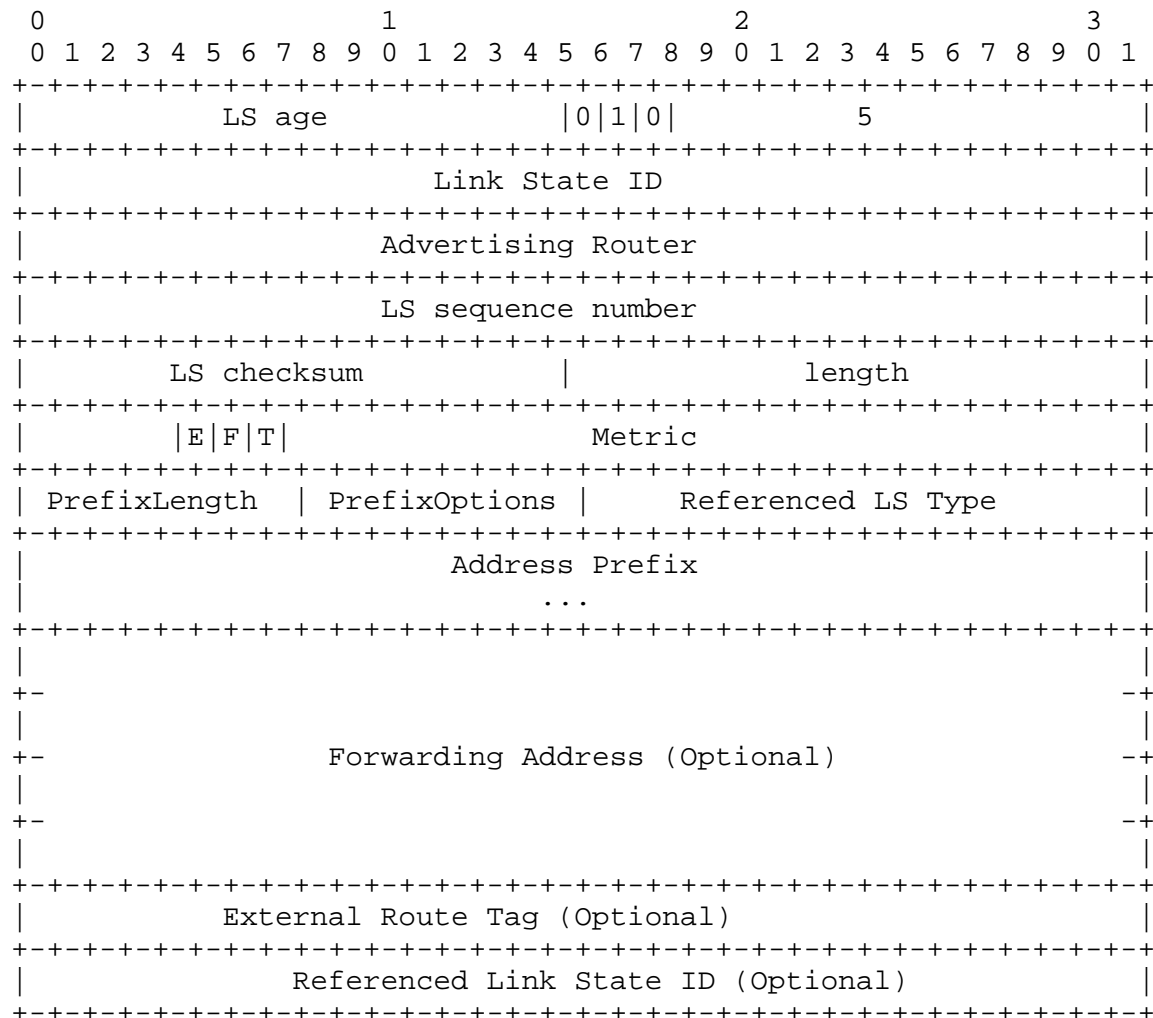 0                   1                   2                   3
 0 1 2 3 4 5 6 7 8 9 0 1 2 3 4 5 6 7 8 9 0 1 2 3 4 5 6 7 8 9 0 1
+-+-+-+-+-+-+-+-+-+-+-+-+-+-+-+-+-+-+-+-+-+-+-+-+-+-+-+-+-+-+-+-+
|           LS age             |0|1|0|          5               |
+-+-+-+-+-+-+-+-+-+-+-+-+-+-+-+-+-+-+-+-+-+-+-+-+-+-+-+-+-+-+-+-+
|                       Link State ID                           |
+-+-+-+-+-+-+-+-+-+-+-+-+-+-+-+-+-+-+-+-+-+-+-+-+-+-+-+-+-+-+-+-+
|                    Advertising Router                         |
+-+-+-+-+-+-+-+-+-+-+-+-+-+-+-+-+-+-+-+-+-+-+-+-+-+-+-+-+-+-+-+-+
|                    LS sequence number                         |
+-+-+-+-+-+-+-+-+-+-+-+-+-+-+-+-+-+-+-+-+-+-+-+-+-+-+-+-+-+-+-+-+
|        LS checksum           |             length             |
+-+-+-+-+-+-+-+-+-+-+-+-+-+-+-+-+-+-+-+-+-+-+-+-+-+-+-+-+-+-+-+-+
|        |E|F|T|                 Metric                         |
+-+-+-+-+-+-+-+-+-+-+-+-+-+-+-+-+-+-+-+-+-+-+-+-+-+-+-+-+-+-+-+-+
| PrefixLength  | PrefixOptions |     Referenced LS Type        |
+-+-+-+-+-+-+-+-+-+-+-+-+-+-+-+-+-+-+-+-+-+-+-+-+-+-+-+-+-+-+-+-+
|                        Address Prefix                         |
|                             ...                               |
+-+-+-+-+-+-+-+-+-+-+-+-+-+-+-+-+-+-+-+-+-+-+-+-+-+-+-+-+-+-+-+-+
|                                                               |
+-                                                             -+
|                                                               |
+-                Forwarding Address (Optional)                -+
|                                                               |
+-                                                             -+
|                                                               |
+-+-+-+-+-+-+-+-+-+-+-+-+-+-+-+-+-+-+-+-+-+-+-+-+-+-+-+-+-+-+-+-+
|           External Route Tag (Optional)                       |
+-+-+-+-+-+-+-+-+-+-+-+-+-+-+-+-+-+-+-+-+-+-+-+-+-+-+-+-+-+-+-+-+
|               Referenced Link State ID (Optional)             |
+-+-+-+-+-+-+-+-+-+-+-+-+-+-+-+-+-+-+-+-+-+-+-+-+-+-+-+-+-+-+-+-+